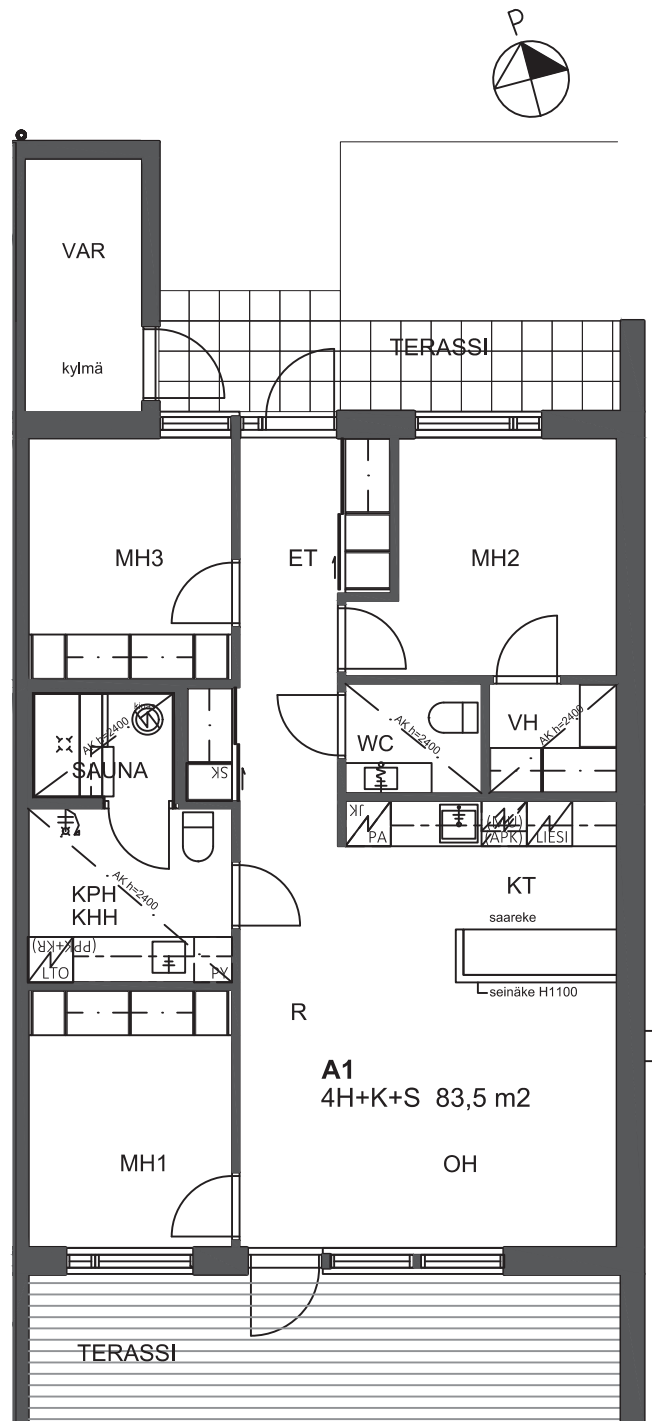 P
VAR
kylmä
TERASSI
MH3
ET
MH2
AK h=2400
SAUNA
SK
WC
AK h=2400
VH
AK h=2400
JK
PA
(MU)
(APK)
LIESI
KPH
KHH
AK h=2400
KT
saareke
(PPK+KR)
LTO
PY
seinäke H1100
R
A1
4H+K+S 83,5 m2
MH1
OH
TERASSI